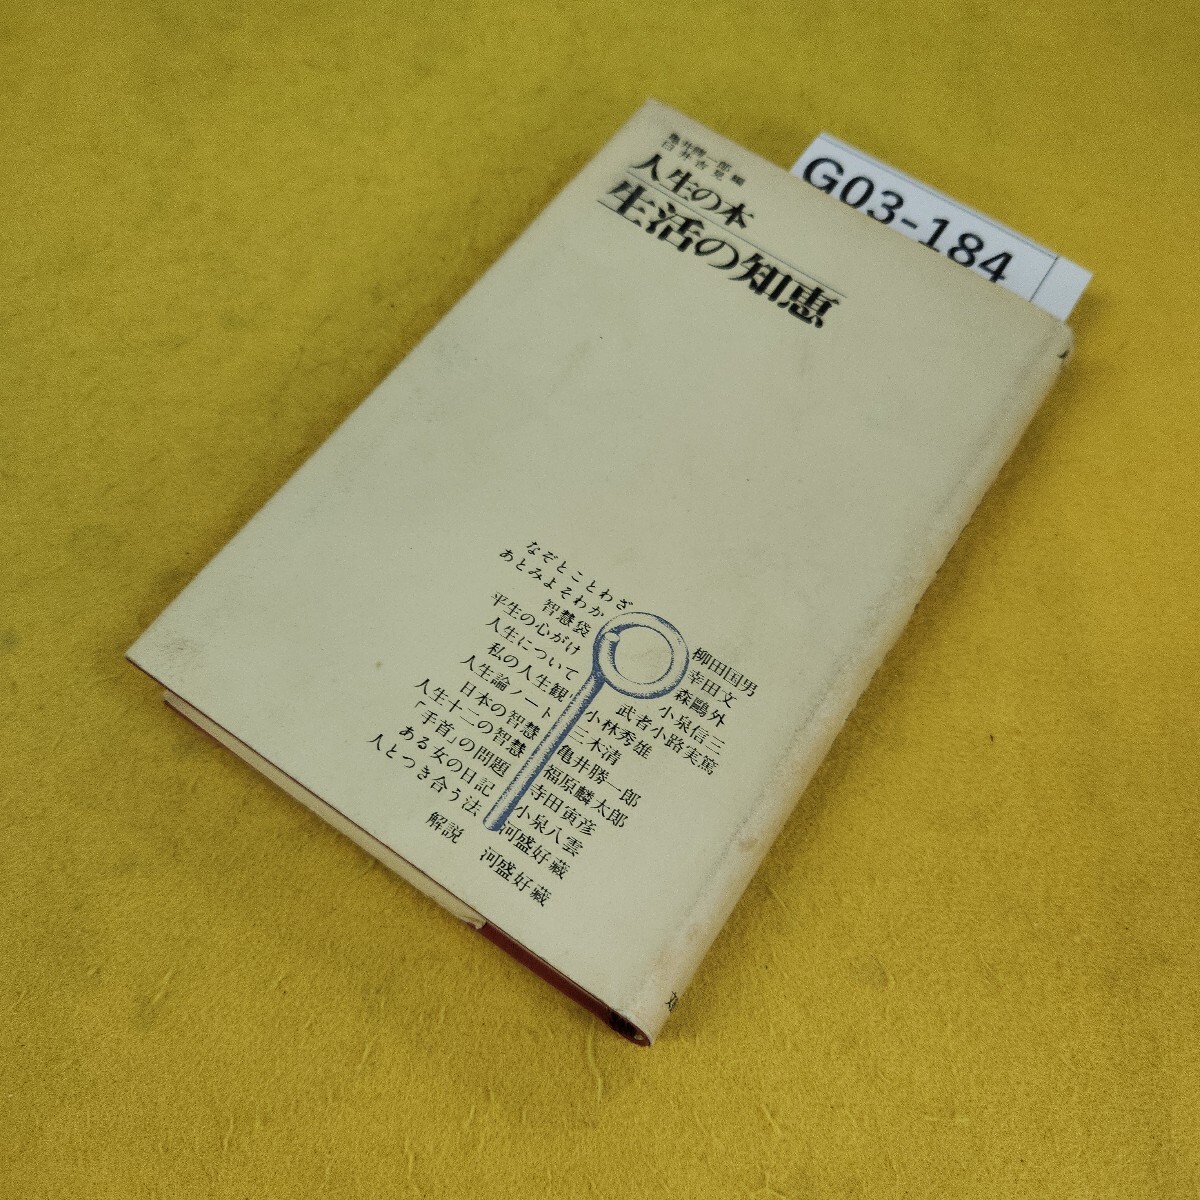 亀井勝一郎
臼井吉見 編
人生の本
生活の知恵
G03-184
なぞとことわざ 柳田国男
あとみよそわか 幸田文
智慧袋 森鷗外
平生の心がけ 小泉信三
人生について 武者小路実篤
私の人生観 小林秀雄
人生論ノート 三木清
日本の智慧 亀井勝一郎
人生十二の智慧 福原麟太郎
「手首」の問題 寺田寅彦
ある女の日記 小泉八雲
人とつき合う法 河盛好蔵
解説 河盛好蔵